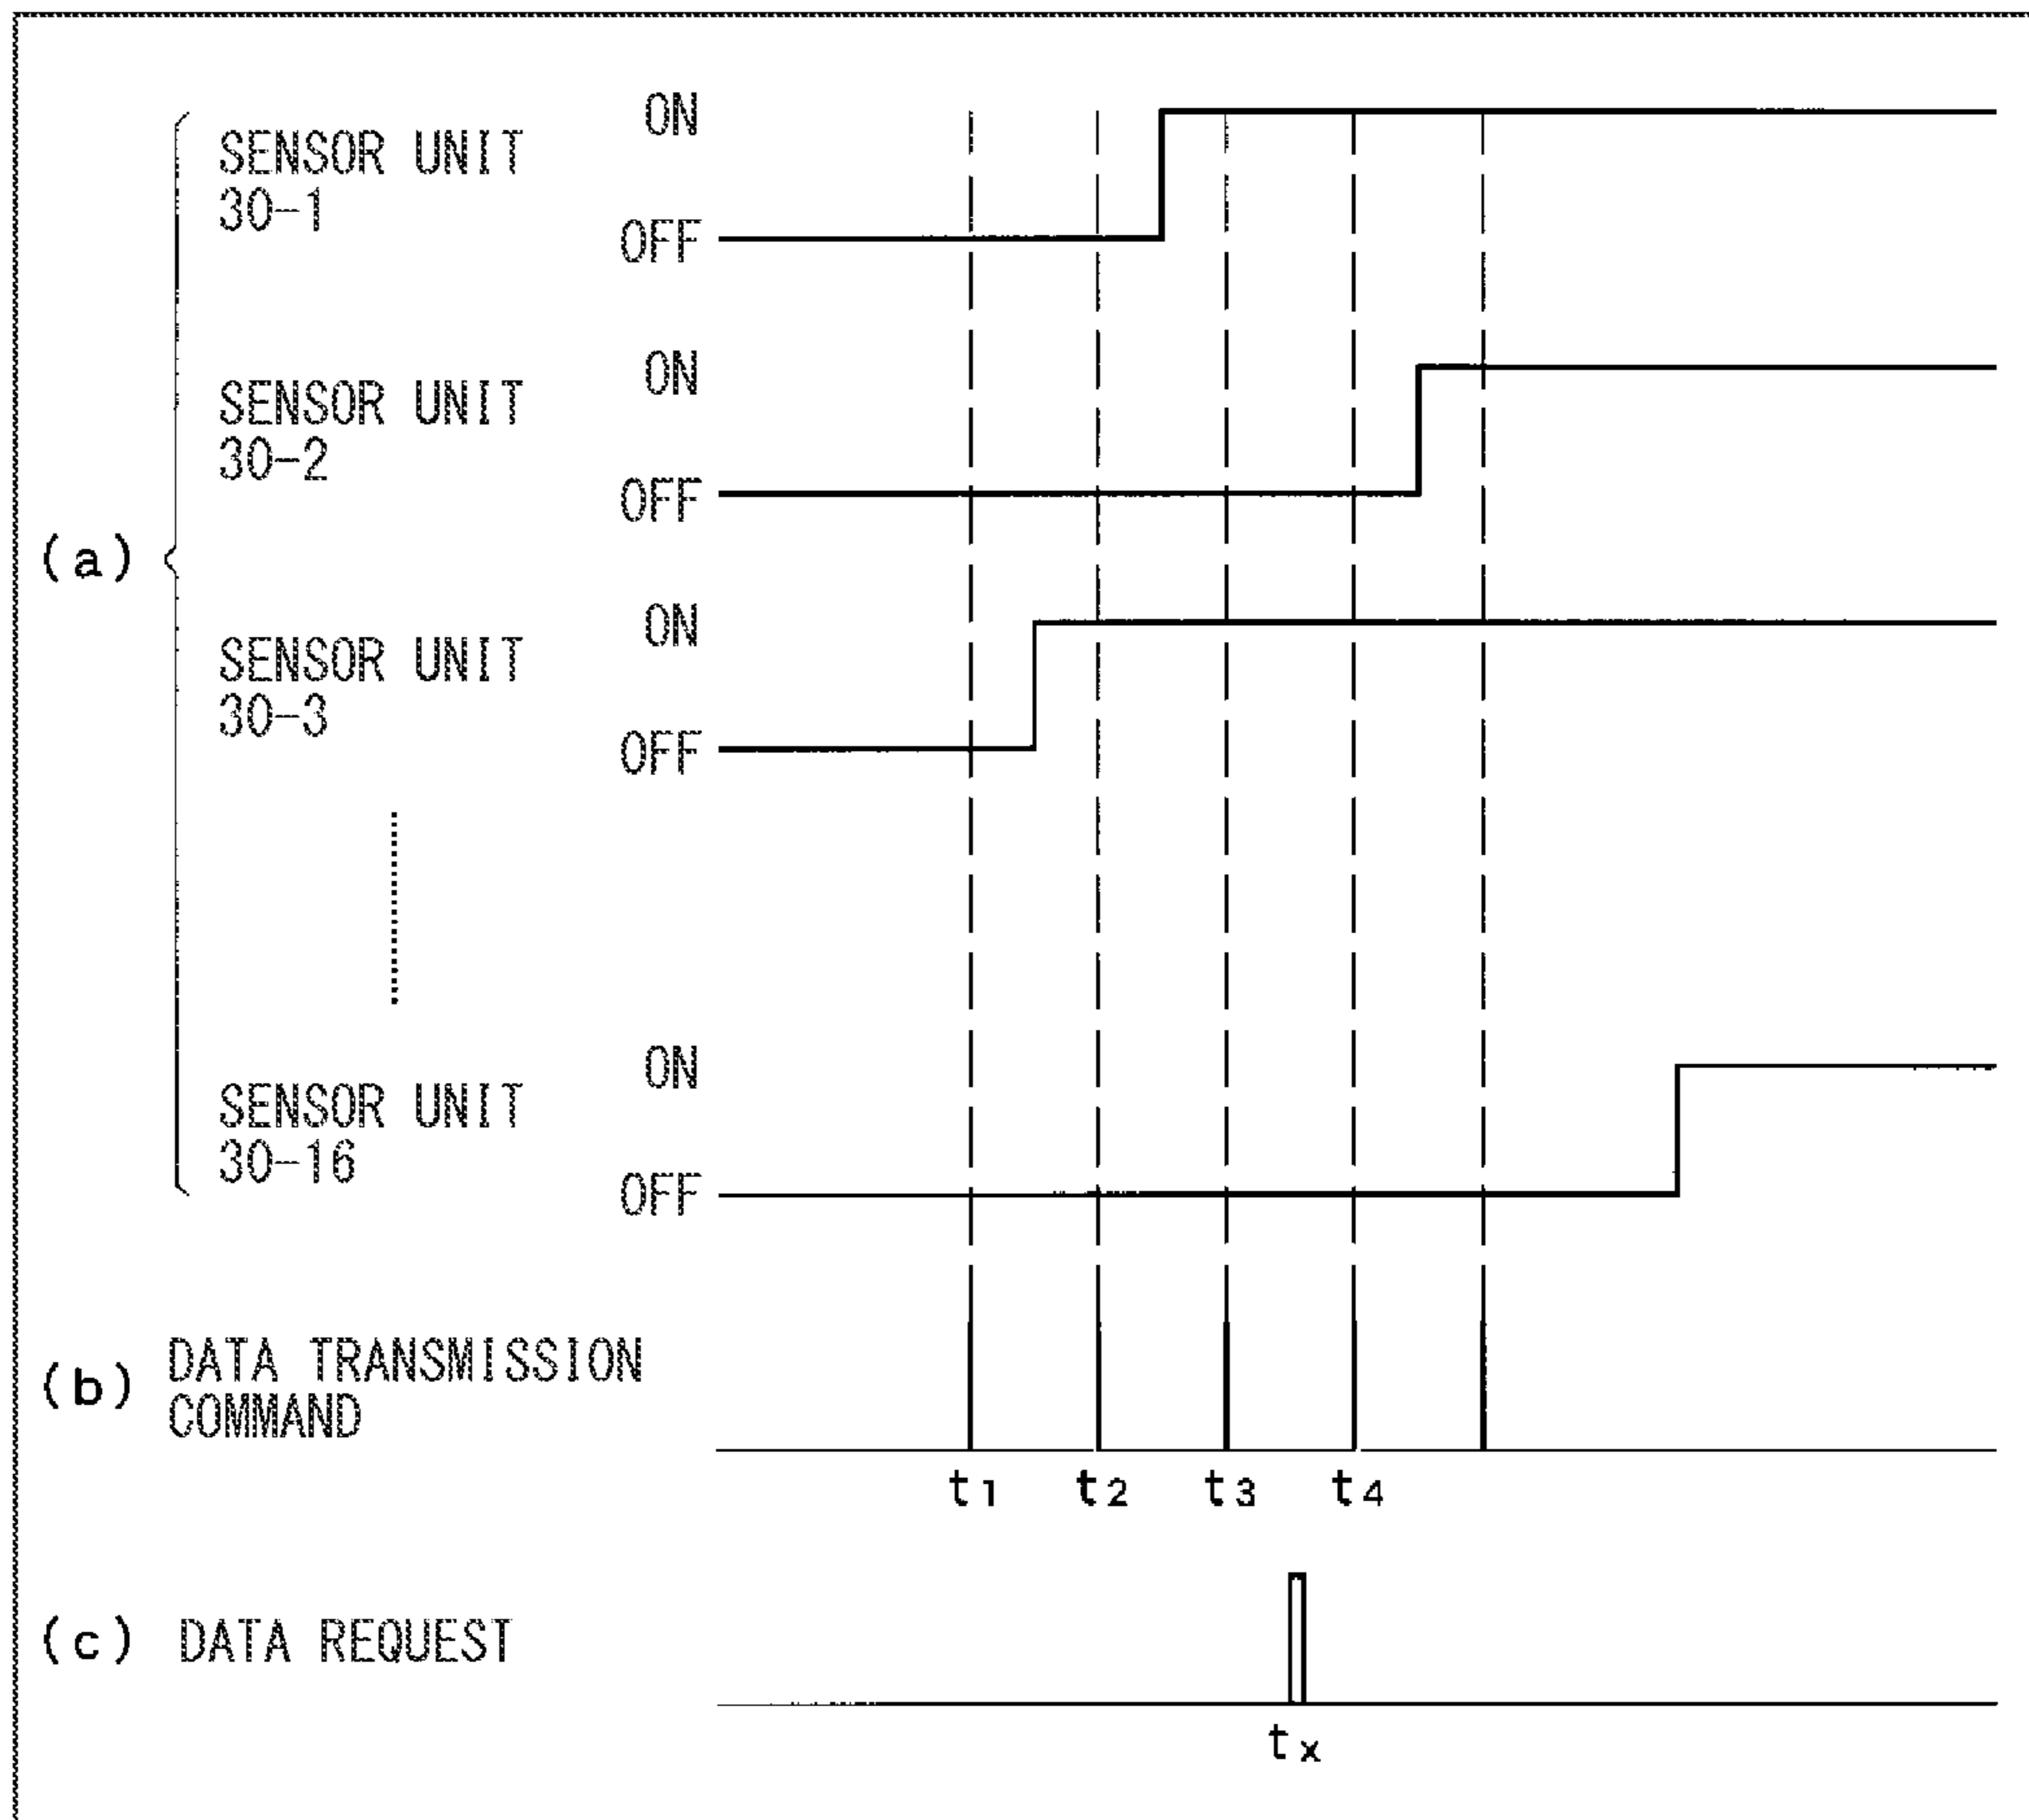 ON
SENSOR UNIT
30-1
OFF
ON
SENSOR UNIT
30-2
OFF
(a)
ON
SENSOR UNIT
30-3
OFF
ON
SENSOR UNIT
30-16
OFF
(b) DATA TRANSMISSION
COMMAND
t1 t2 t3 t4
(c) DATA REQUEST
tx